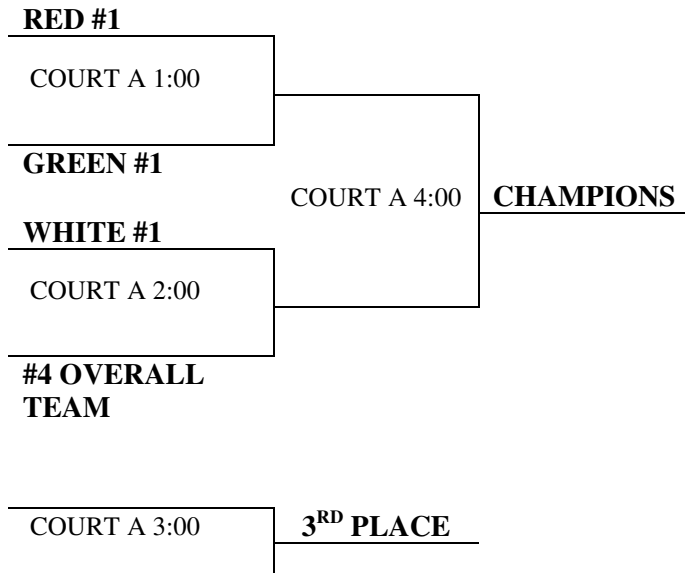 RED #1
COURT A 1:00
GREEN #1
COURT A 4:00
CHAMPIONS
WHITE #1
COURT A 2:00
#4 OVERALL
TEAM
COURT A 3:00
3RD PLACE